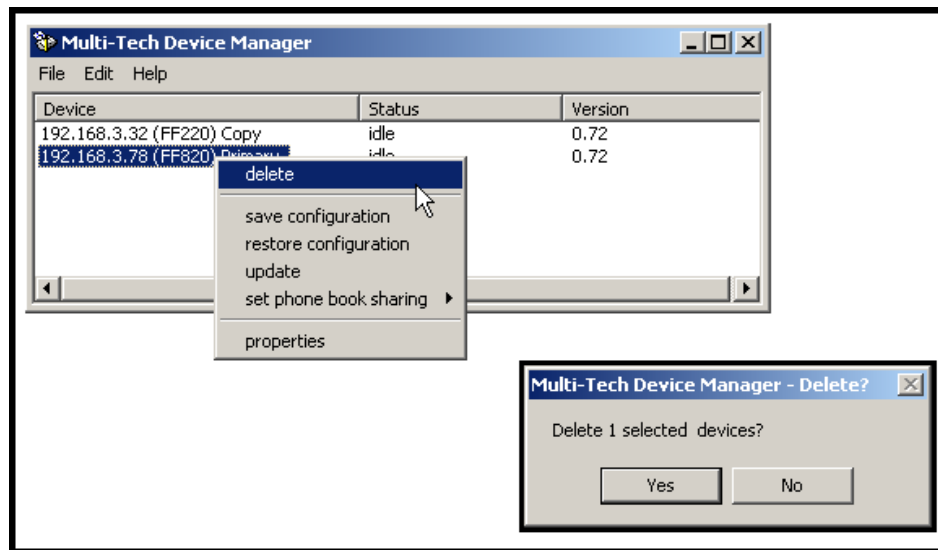 Multi-Tech Device Manager
File Edit Help
Device Status Version
192.168.3.32 (FF220) Copy idle 0.72
192.168.3.78 (FF820) Primary idle 0.72
delete
save configuration
restore configuration
update
set phone book sharing
properties
Multi-Tech Device Manager - Delete?
Delete 1 selected devices?
Yes No